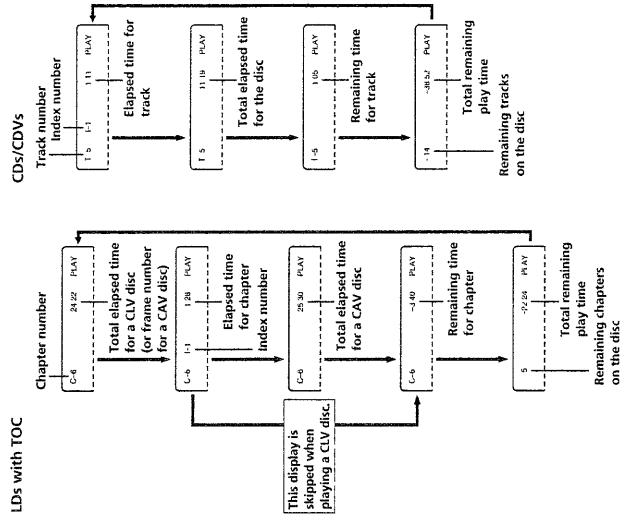 LDs with TOC
Chapter number
C-6 24 22 PLAY
Total elapsed time
for a CLV disc
(or frame number
for a CAV disc)
C-6 I-1 1 28 PLAY
Elapsed time
for chapter
Index number
C-6 25 30 PLAY
Total elapsed time
for a CAV disc
This display is
skipped when
playing a CLV disc.
C-6 -3 40 PLAY
Remaining time
for chapter
5 -22 24 PLAY
Total remaining
play time
Remaining chapters
on the disc
CDs/CDVs
Track number
Index number
T 5 I-1 1 11 PLAY
Elapsed time for
track
T 5 11 19 PLAY
Total elapsed time
for the disc
T -5 1 05 PLAY
Remaining time
for track
-14 -38 52 PLAY
Total remaining
play time
Remaining tracks
on the disc